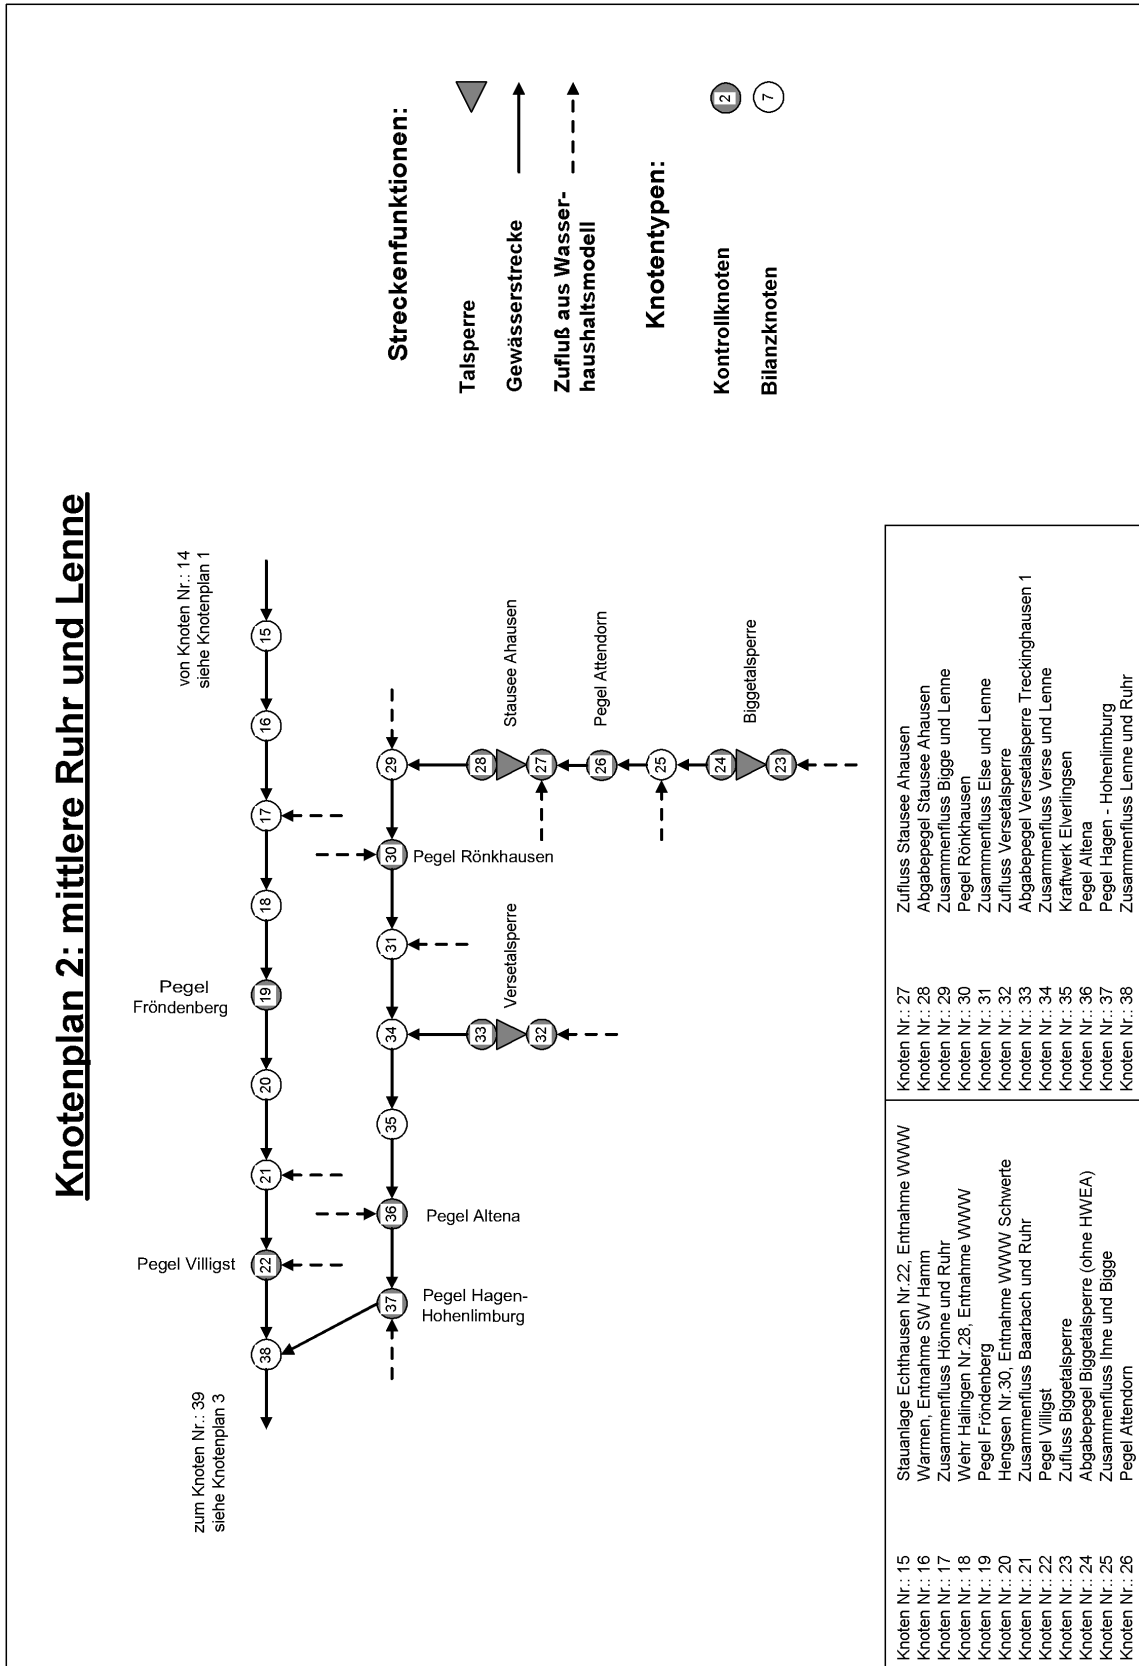 Knotenplan 2: mittlere Ruhr und Lenne
zum Knoten Nr.: 39
siehe Knotenplan 3
von Knoten Nr.: 14
siehe Knotenplan 1
Pegel Villigst
Pegel
Fröndenberg
38
22
21
20
19
18
17
16
15
37
36
35
34
31
30
29
Pegel Hagen-
Hohenlimburg
Pegel Altena
Pegel Rönkhausen
33
32
Versetalsperre
28
27
Stausee Ahausen
26
Pegel Attendorn
25
24
23
Biggetalsperre
Streckenfunktionen:
Talsperre
Gewässerstrecke
Zufluß aus Wasser-
haushaltsmodell
Knotentypen:
Kontrollknoten
2
Bilanzknoten
7
Knoten Nr.: 15 Stauanlage Echthausen Nr.22, Entnahme WWW
Knoten Nr.: 16 Warmen, Entnahme SW Hamm
Knoten Nr.: 17 Zusammenfluss Hönne und Ruhr
Knoten Nr.: 18 Wehr Halingen Nr.28, Entnahme WWW
Knoten Nr.: 19 Pegel Fröndenberg
Knoten Nr.: 20 Hengsen Nr.30, Entnahme WWW Schwerte
Knoten Nr.: 21 Zusammenfluss Baarbach und Ruhr
Knoten Nr.: 22 Pegel Villigst
Knoten Nr.: 23 Zufluss Biggetalsperre
Knoten Nr.: 24 Abgabepegel Biggetalsperre (ohne HWEA)
Knoten Nr.: 25 Zusammenfluss Ihne und Bigge
Knoten Nr.: 26 Pegel Attendorn
Knoten Nr.: 27 Zufluss Stausee Ahausen
Knoten Nr.: 28 Abgabepegel Stausee Ahausen
Knoten Nr.: 29 Zusammenfluss Bigge und Lenne
Knoten Nr.: 30 Pegel Rönkhausen
Knoten Nr.: 31 Zusammenfluss Else und Lenne
Knoten Nr.: 32 Zufluss Versetalsperre
Knoten Nr.: 33 Abgabepegel Versetalsperre Treckinghausen 1
Knoten Nr.: 34 Zusammenfluss Verse und Lenne
Knoten Nr.: 35 Kraftwerk Elverlingsen
Knoten Nr.: 36 Pegel Altena
Knoten Nr.: 37 Pegel Hagen - Hohenlimburg
Knoten Nr.: 38 Zusammenfluss Lenne und Ruhr